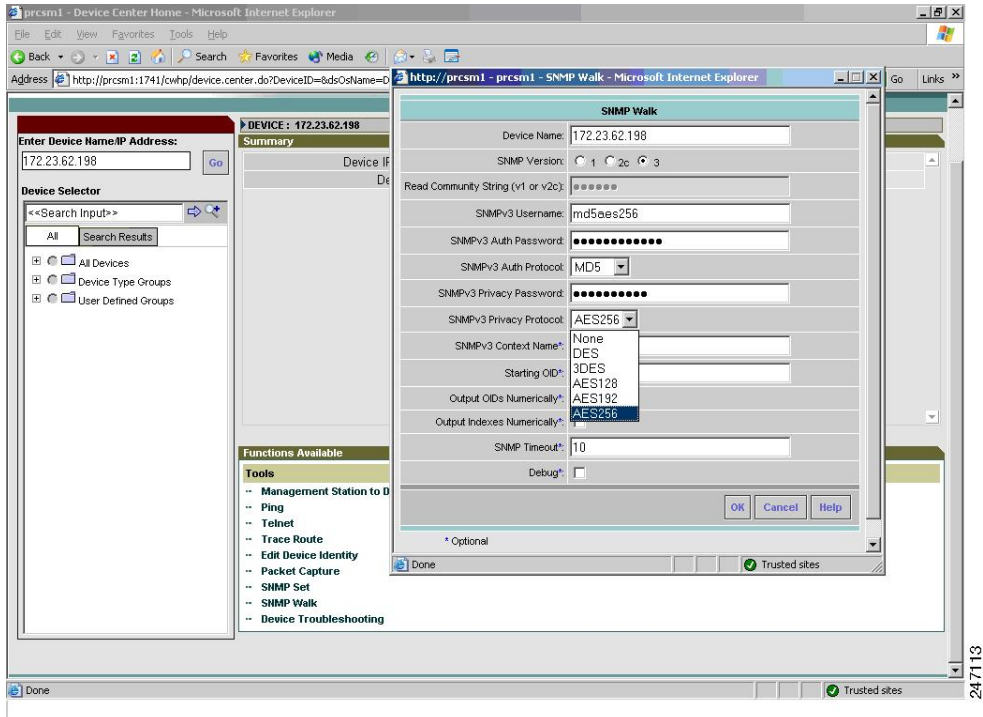 prcsm1 - Device Center Home - Microsoft Internet Explorer
File Edit View Favorites Tools Help
Back Search Favorites Media
Address http://prcsm1:1741/cwhp/device.center.do?DeviceID=&dsOsName=D
Go Links »
http://prcsm1 - prcsm1 - SNMP Walk - Microsoft Internet Explorer
DEVICE : 172.23.62.198
Enter Device Name/IP Address:
172.23.62.198
Go
Device Selector
<<Search Input>>
All Search Results
All Devices
Device Type Groups
User Defined Groups
Summary
Device IP
De
Functions Available
Tools
Management Station to D
Ping
Telnet
Trace Route
Edit Device Identity
Packet Capture
SNMP Set
SNMP Walk
Device Troubleshooting
SNMP Walk
Device Name: 172.23.62.198
SNMP Version: 1 2c 3
Read Community String (v1 or v2c):
SNMPv3 Username: md5aes256
SNMPv3 Auth Password:
SNMPv3 Auth Protocol: MD5
SNMPv3 Privacy Password:
SNMPv3 Privacy Protocol: AES256
None
DES
3DES
AES128
AES192
AES256
SNMPv3 Context Name*:
Starting OID*:
Output OIDs Numerically*:
Output Indexes Numerically*:
SNMP Timeout*: 10
Debug*:
OK Cancel Help
* Optional
Done Trusted sites
Done Trusted sites
247113